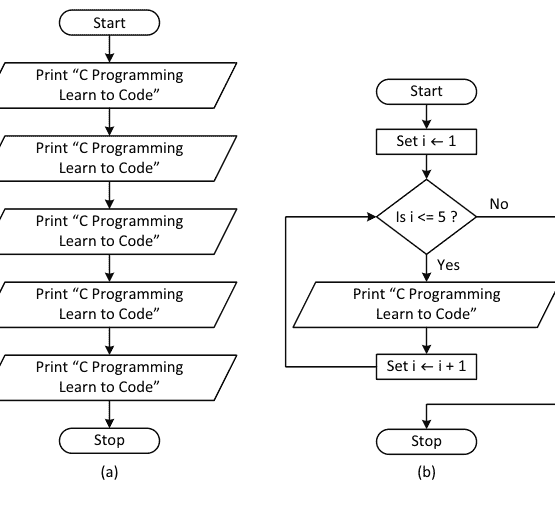 Start
Print “C Programming
Learn to Code”
Print “C Programming
Learn to Code”
Print “C Programming
Learn to Code”
Print “C Programming
Learn to Code”
Print “C Programming
Learn to Code”
Stop
(a)
Start
Set i ← 1
Is i <= 5 ?
No
Yes
Print “C Programming
Learn to Code”
Set i ← i + 1
Stop
(b)